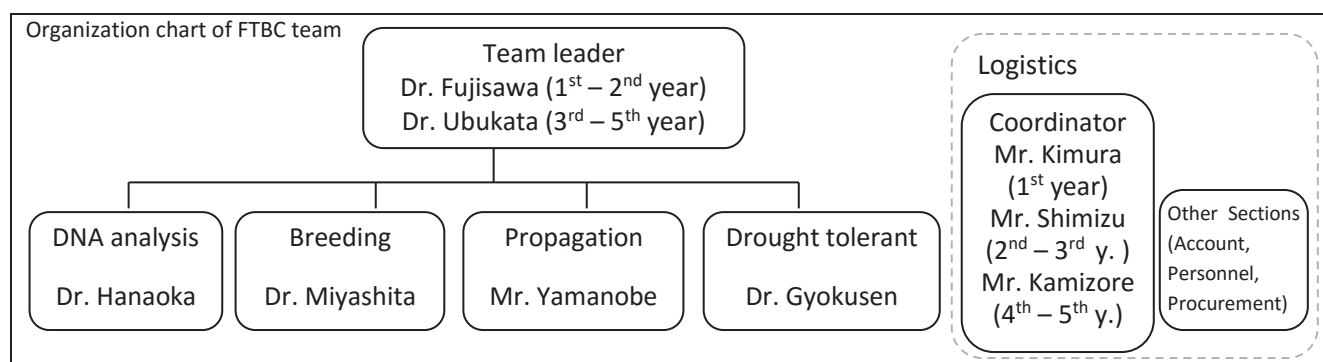 Organization chart of FTBC team
Team leader
Dr. Fujisawa (1st – 2nd year)
Dr. Ubukata (3rd – 5th year)
DNA analysis
Dr. Hanaoka
Breeding
Dr. Miyashita
Propagation
Mr. Yamanobe
Drought tolerant
Dr. Gyokusen
Logistics
Coordinator
Mr. Kimura
(1st year)
Mr. Shimizu
(2nd – 3rd y. )
Mr. Kamizore
(4th – 5th y.)
Other Sections
(Account,
Personnel,
Procurement)